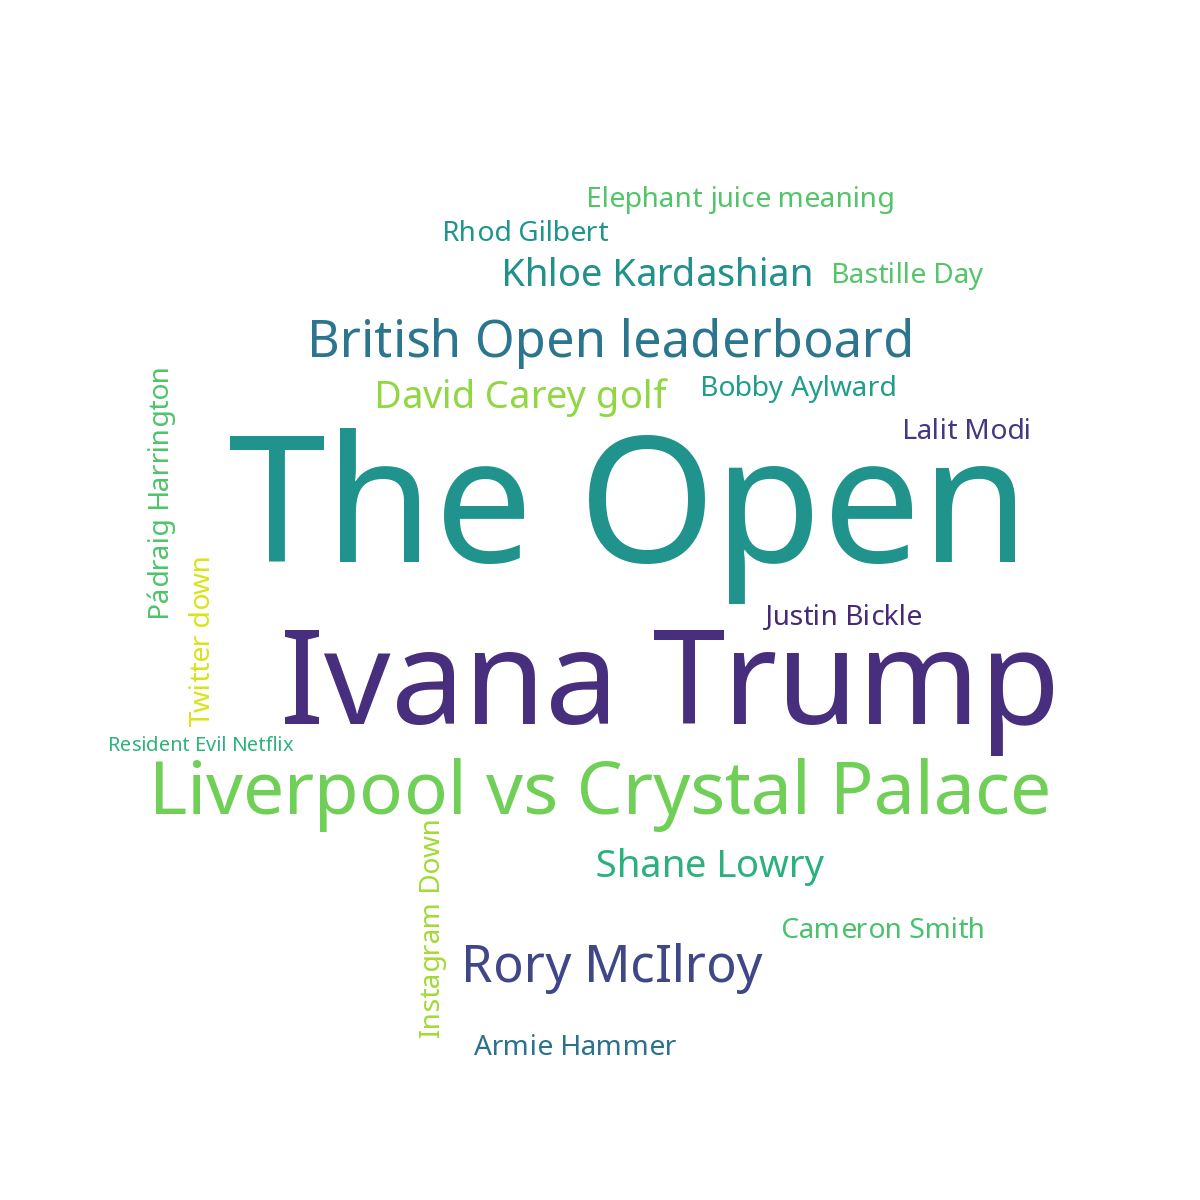 Elephant juice meaning
Rhod Gilbert
Khloe Kardashian
Bastille Day
British Open leaderboard
David Carey golf
Bobby Aylward
Lalit Modi
Pádraig Harrington
The Open
Twitter down
Justin Bickle
Ivana Trump
Resident Evil Netflix
Liverpool vs Crystal Palace
Instagram Down
Shane Lowry
Cameron Smith
Rory McIlroy
Armie Hammer